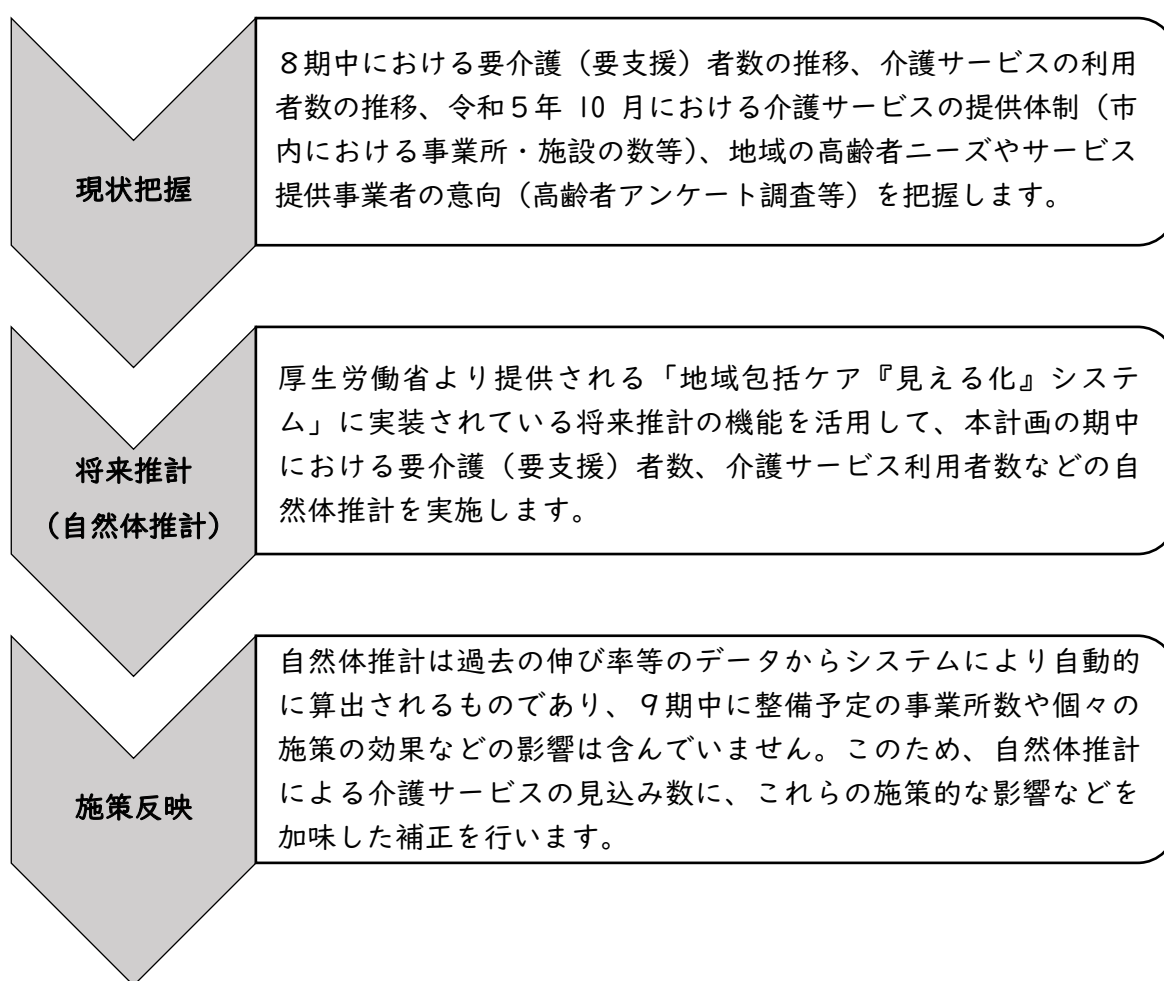 現状把握
8期中における要介護（要支援）者数の推移、介護サービスの利用
者数の推移、令和5年 10 月における介護サービスの提供体制（市
内における事業所・施設の数等）、地域の高齢者ニーズやサービス
提供事業者の意向（高齢者アンケート調査等）を把握します。
将来推計
（自然体推計）
厚生労働省より提供される「地域包括ケア『見える化』システ
ム」に実装されている将来推計の機能を活用して、本計画の期中
における要介護（要支援）者数、介護サービス利用者数などの自
然体推計を実施します。
施策反映
自然体推計は過去の伸び率等のデータからシステムにより自動的
に算出されるものであり、9期中に整備予定の事業所数や個々の
施策の効果などの影響は含んでいません。このため、自然体推計
による介護サービスの見込み数に、これらの施策的な影響などを
加味した補正を行います。